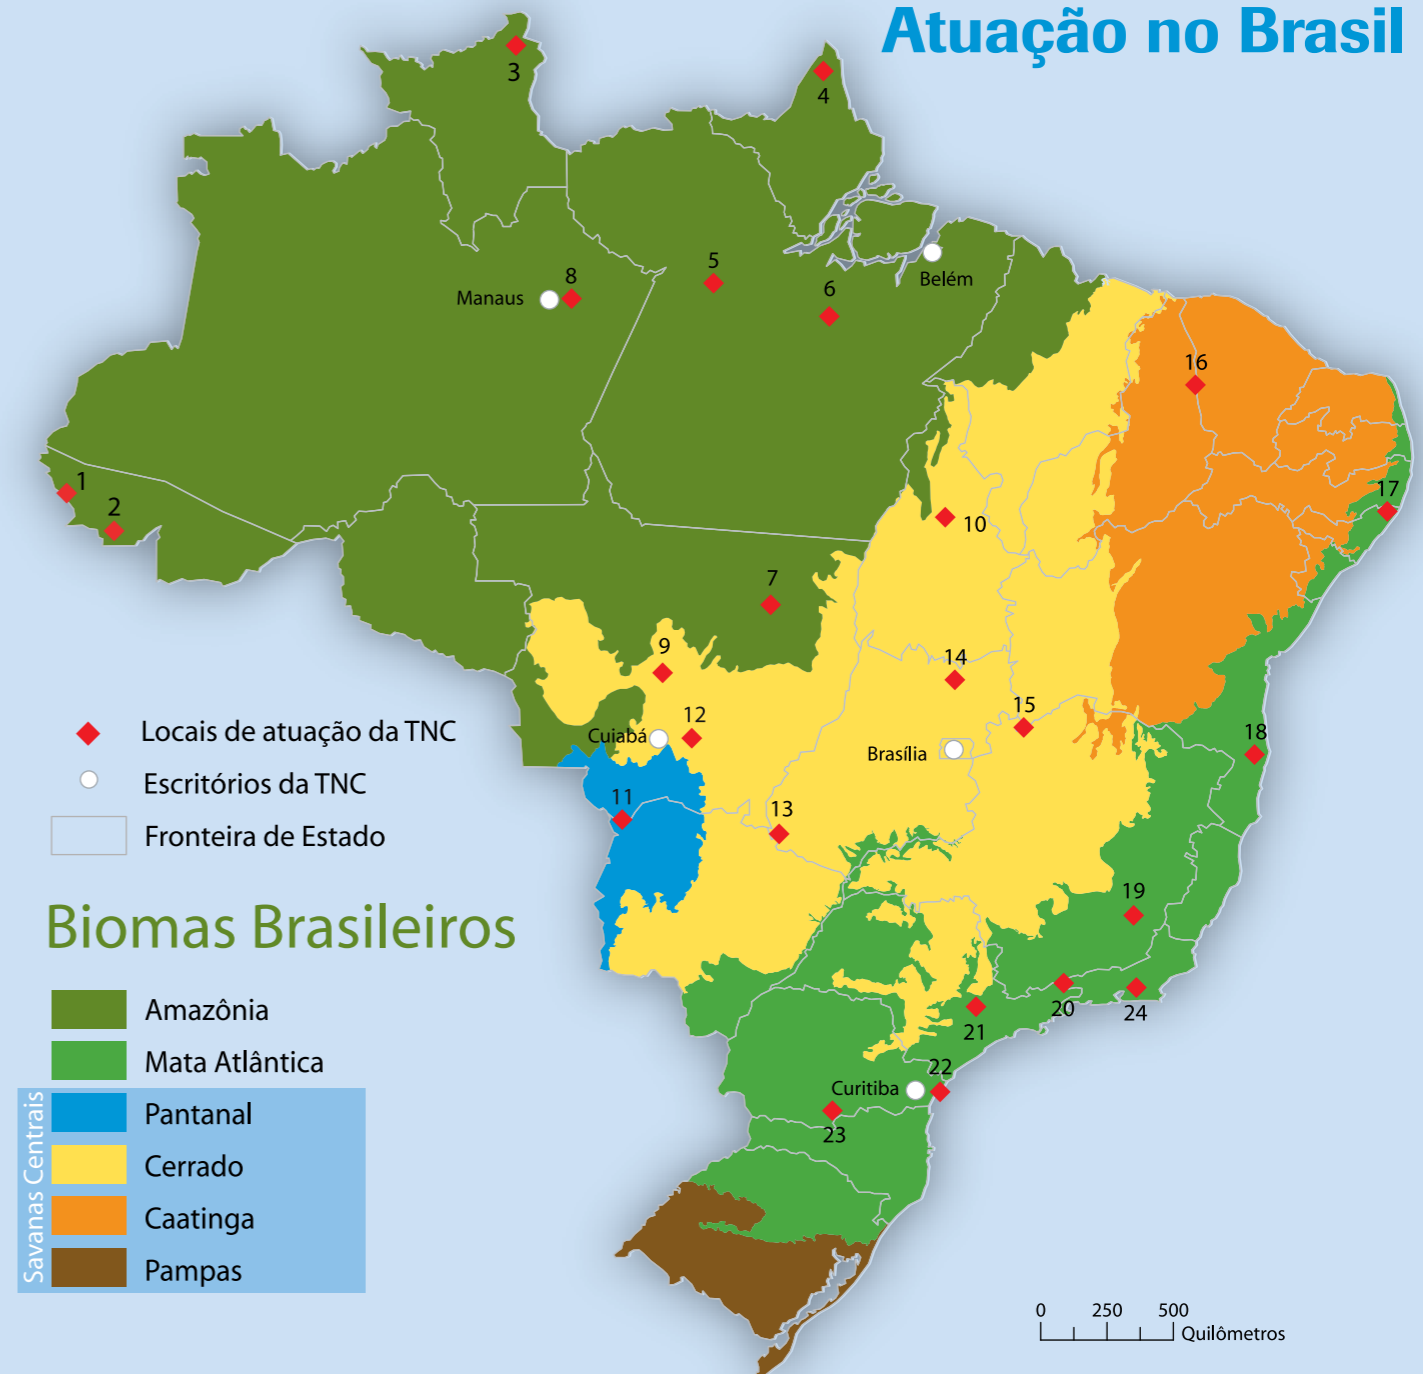 Atuação no Brasil
3
4
5
6
8
Manaus
Belém
16
1
2
17
10
7
9
14
12
15
Cuiabá
Brasília
18
11
13
19
20
24
21
22
Curitiba
23
Locais de atuação da TNC
Escritórios da TNC
Fronteira de Estado
Biomas Brasileiros
Amazônia
Mata Atlântica
Savanas Centrais
Pantanal
Cerrado
Caatinga
Pampas
0 250 500
Quilômetros